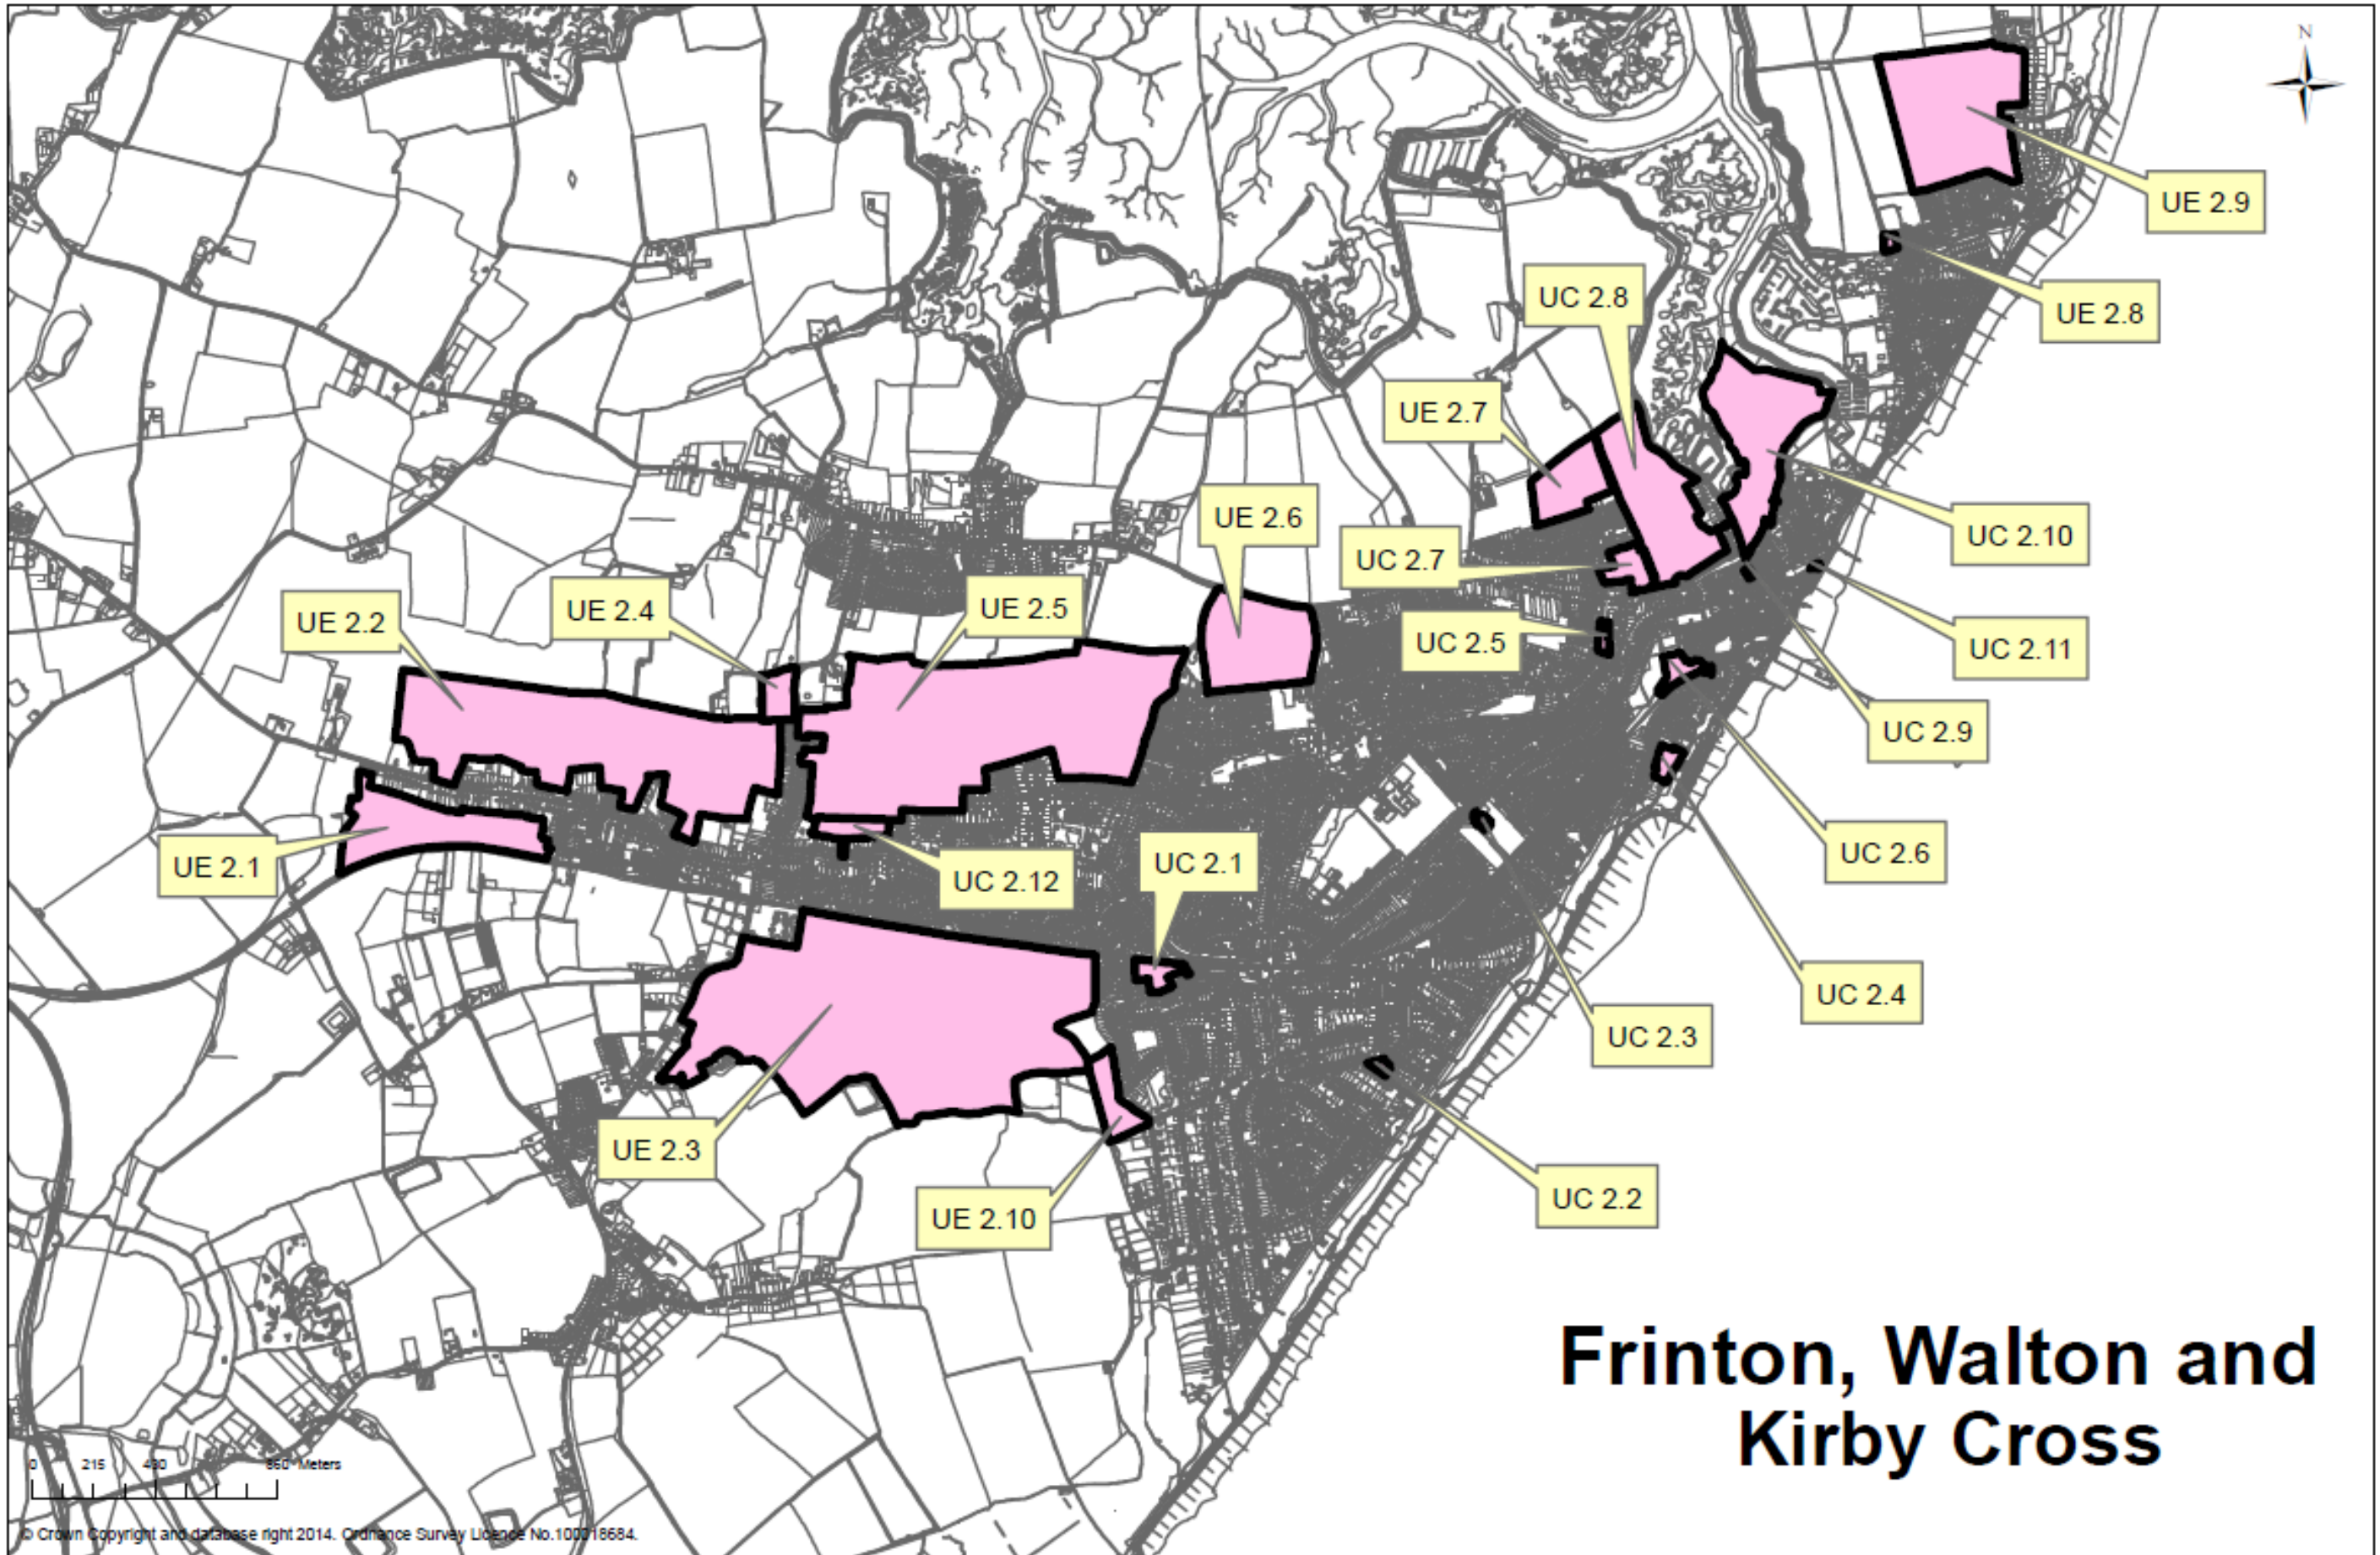 N
UE 2.9
UC 2.8
UE 2.8
UE 2.7
UE 2.6
UC 2.10
UC 2.7
UE 2.2
UE 2.4
UE 2.5
UC 2.5
UC 2.11
UC 2.9
UE 2.1
UC 2.12
UC 2.1
UC 2.6
UC 2.4
UC 2.3
UE 2.3
UE 2.10
UC 2.2
Frinton, Walton and
Kirby Cross
0 215 430 860 Meters
© Crown Copyright and database right 2014. Ordnance Survey Licence No.100018684.